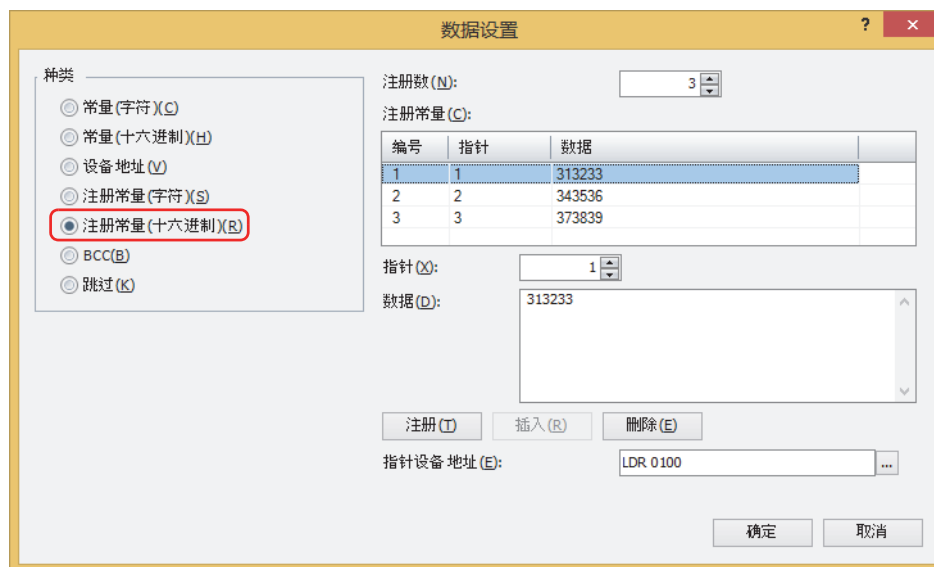 数据设置
? ×
种类
常量(字符)(C)
常量(十六进制)(H)
设备地址(V)
注册常量(字符)(S)
注册常量(十六进制)(R)
BCC(B)
跳过(K)
注册数(N): 3
注册常量(C):
编号 指针 数据
1 1 313233
2 2 343536
3 3 373839
指针(X): 1
数据(D): 313233
注册(T) 插入(R) 删除(E)
指针设备地址(E): LDR 0100 ...
确定 取消